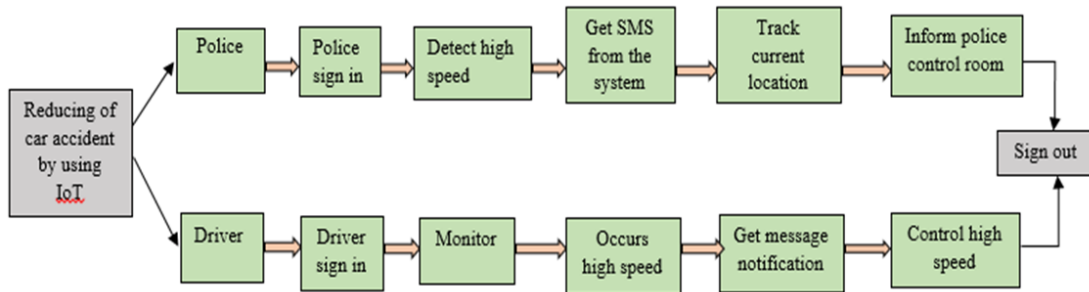 Police
Police
sign in
Detect high
speed
Get SMS
from the
system
Track
current
location
Inform police
control room
Reducing of
car accident
by using
IoT
Sign out
Driver
Driver
sign in
Monitor
Occurs
high speed
Get message
notification
Control high
speed